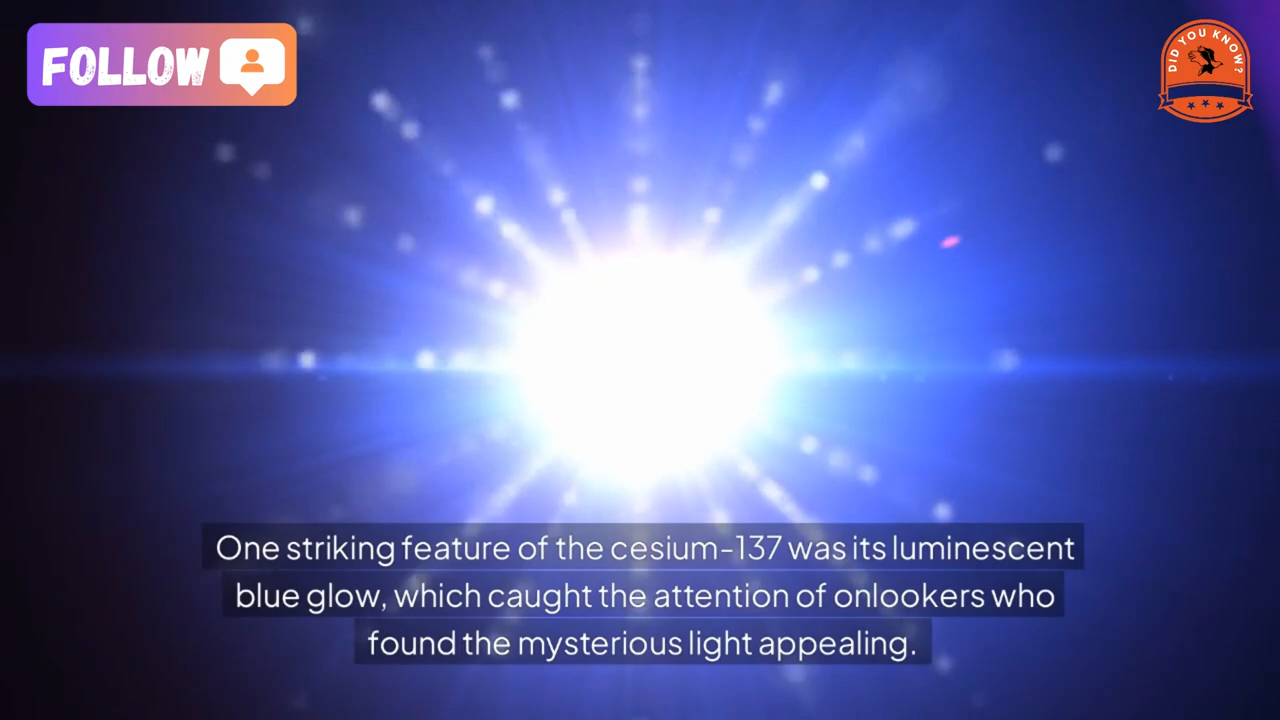 FOLLOW
DID YOU KNOW?
One striking feature of the cesium-137 was its luminescent
blue glow, which caught the attention of onlookers who
found the mysterious light appealing.